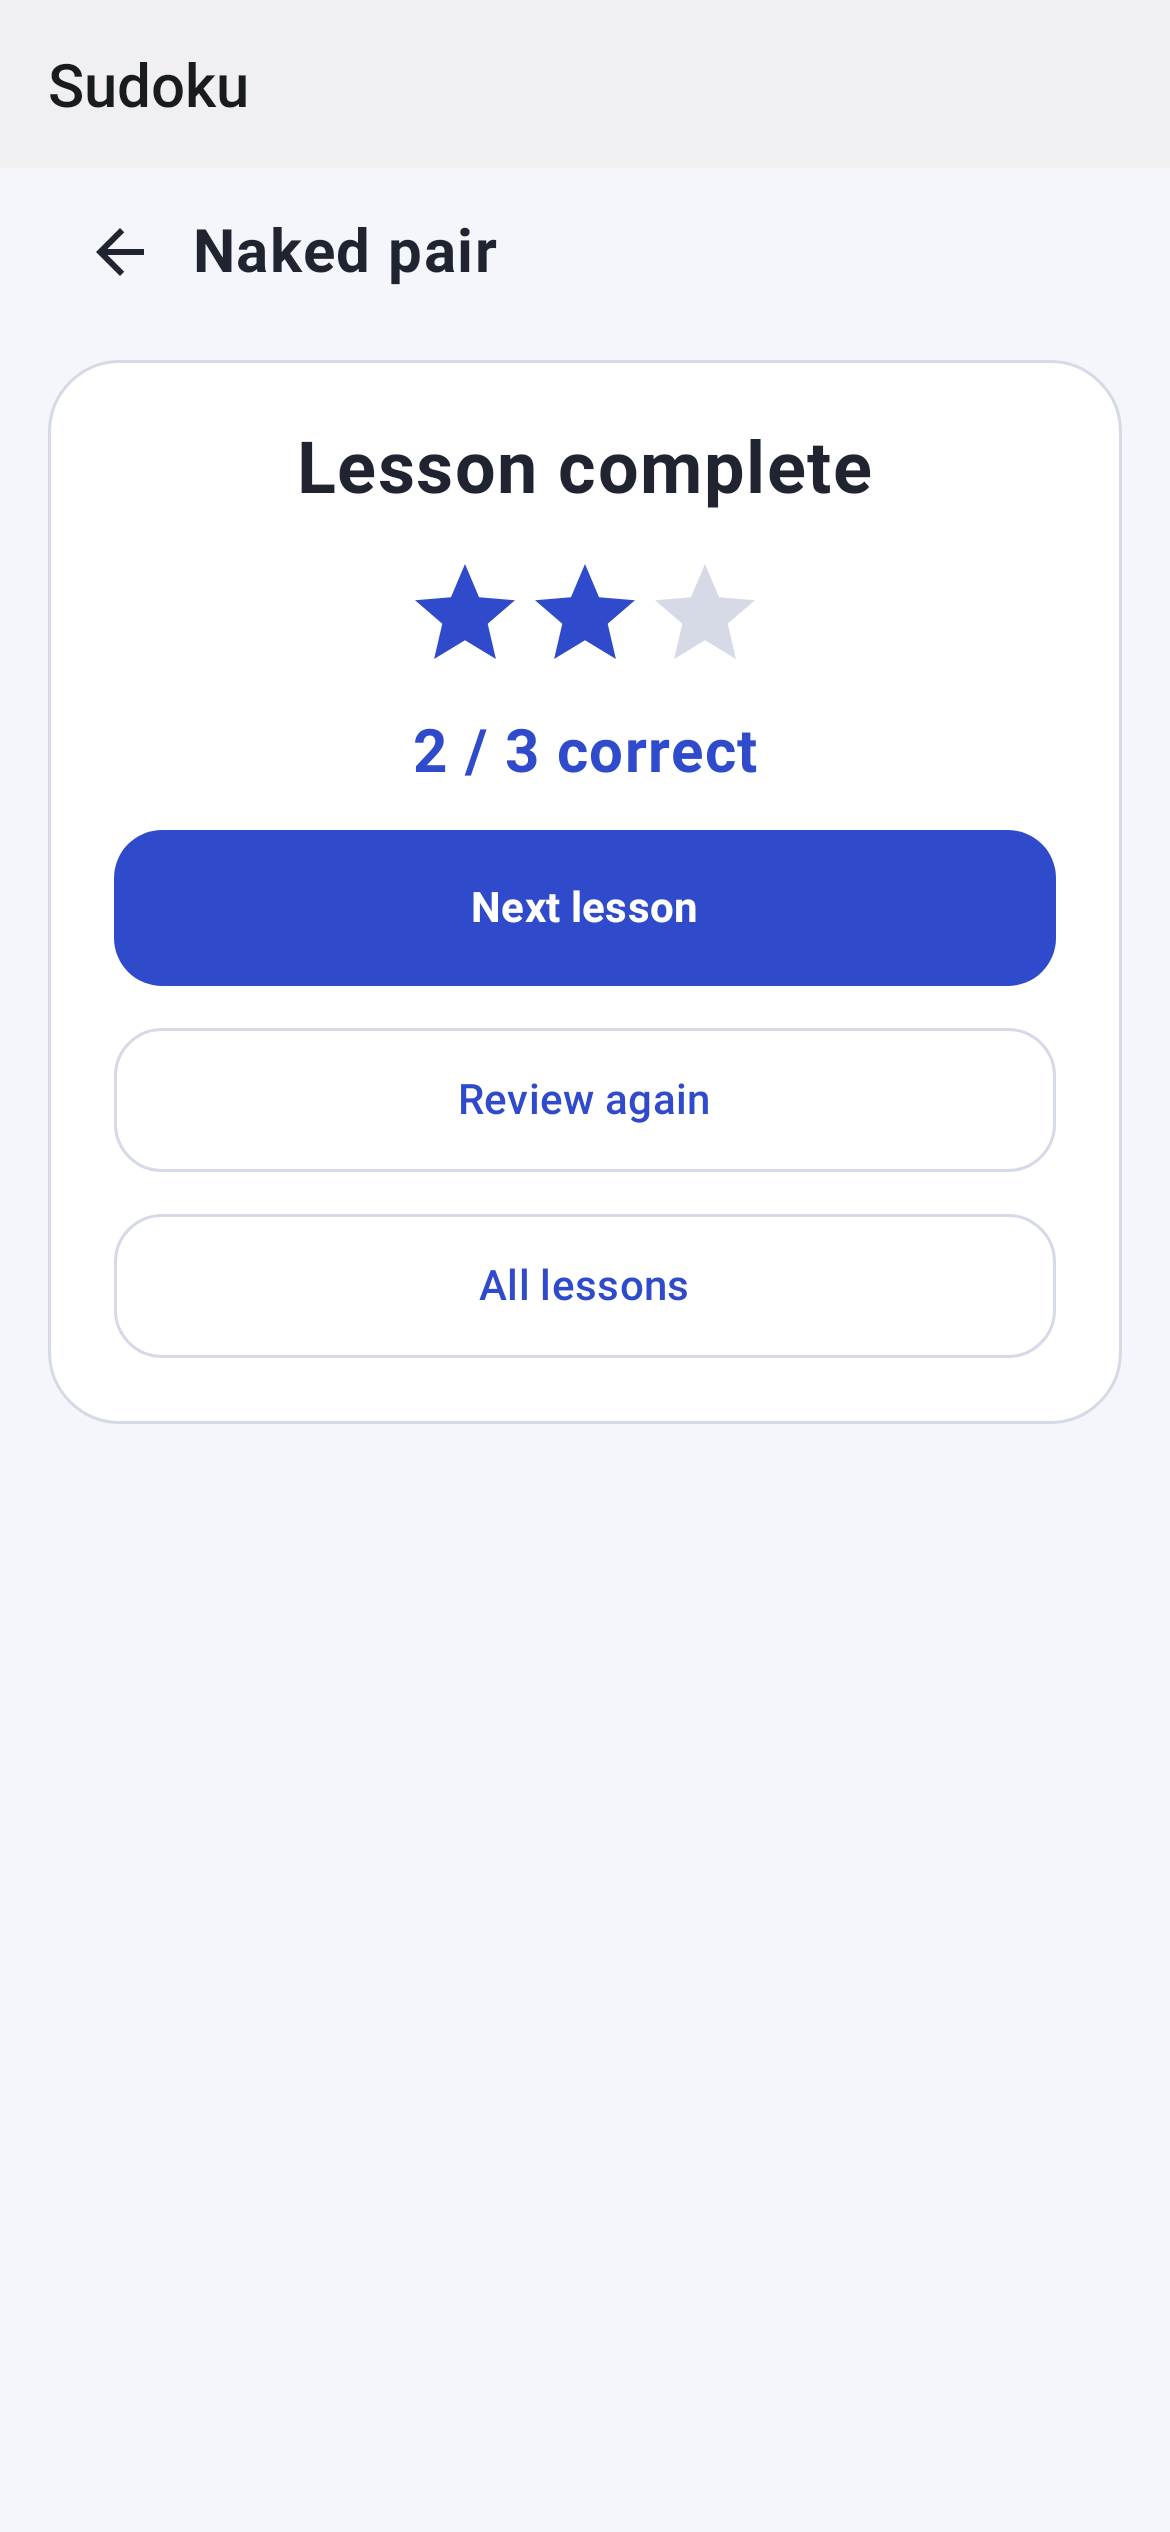 Sudoku
Naked pair
Lesson complete
2 / 3 correct
Next lesson
Review again
All lessons